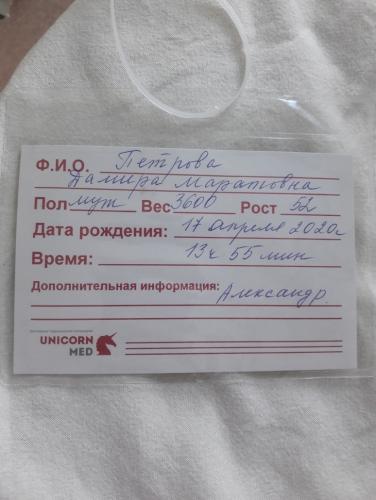 Ф.И.О. Петрова
Дамира Маратовна
Пол муж Вес 3600 Рост 52
Дата рождения: 17 апреля 2020г
Время: 13ч 55 мин
Дополнительная информация: Александр.
UNICORN
MED